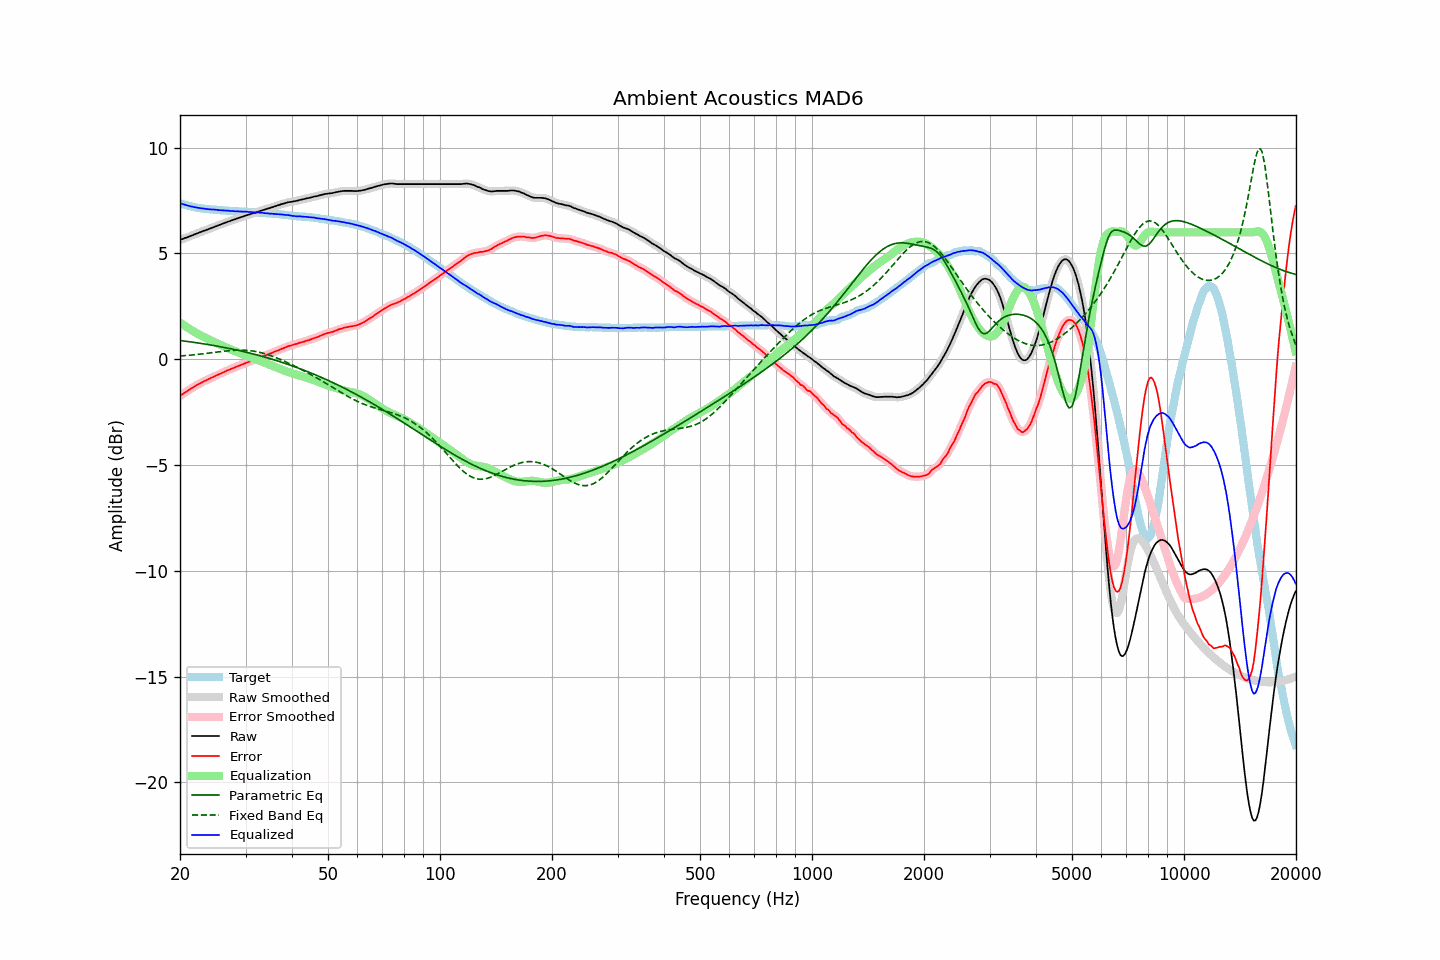 Ambient Acoustics MAD6
Amplitude (dBr)
10
5
0
−5
−10
−15
−20
Target
Raw Smoothed
Error Smoothed
Raw
Error
Equalization
Parametric Eq
Fixed Band Eq
Equalized
20 50 100 200 500 1000 2000 5000 10000 20000
Frequency (Hz)